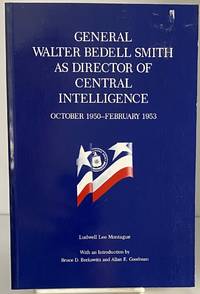 GENERAL
WALTER BEDELL SMITH
AS DIRECTOR OF
CENTRAL
INTELLIGENCE
OCTOBER 1950–FEBRUARY 1953
Ludwell Lee Montague
With an Introduction by
Bruce D. Berkowitz and Allan E. Goodman